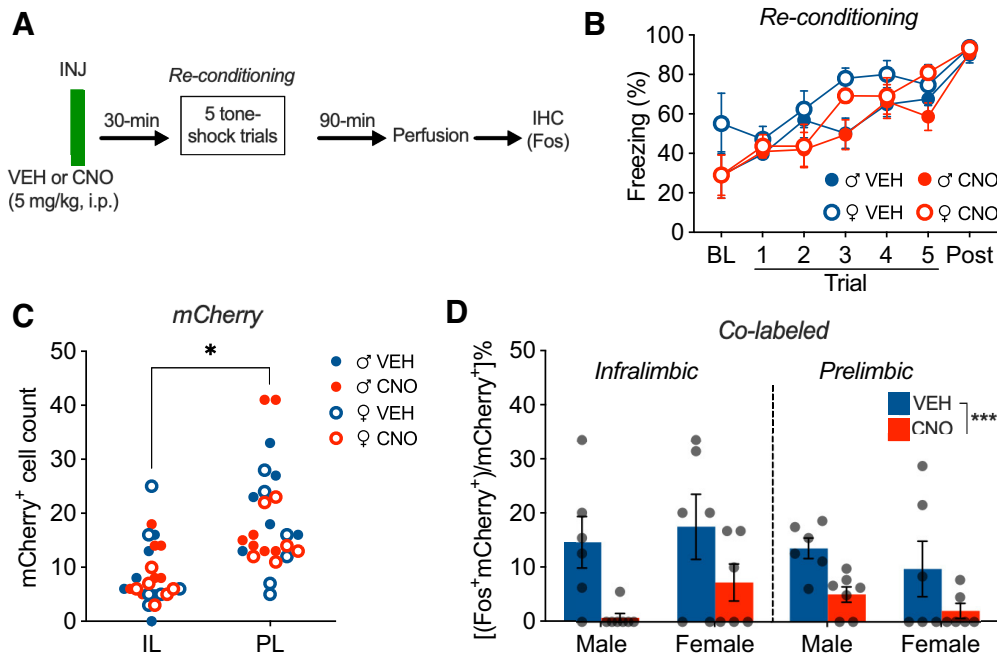 A
INJ
30-min
VEH or CNO
(5 mg/kg, i.p.)
Re-conditioning
5 tone-
shock trials
90-min
Perfusion
IHC
(Fos)
B
Re-conditioning
Freezing (%)
100
80
60
40
20
0
♂ VEH ♂ CNO
♀ VEH ♀ CNO
BL 1 2 3 4 5 Post
Trial
C
mCherry
mCherry+ cell count
50
40
30
20
10
0
*
♂ VEH
♂ CNO
♀ VEH
♀ CNO
IL PL
D
Co-labeled
[(Fos+mCherry+)/mCherry+]%
50
40
30
20
10
0
Infralimbic Prelimbic
VEH
CNO
***
Male Female Male Female